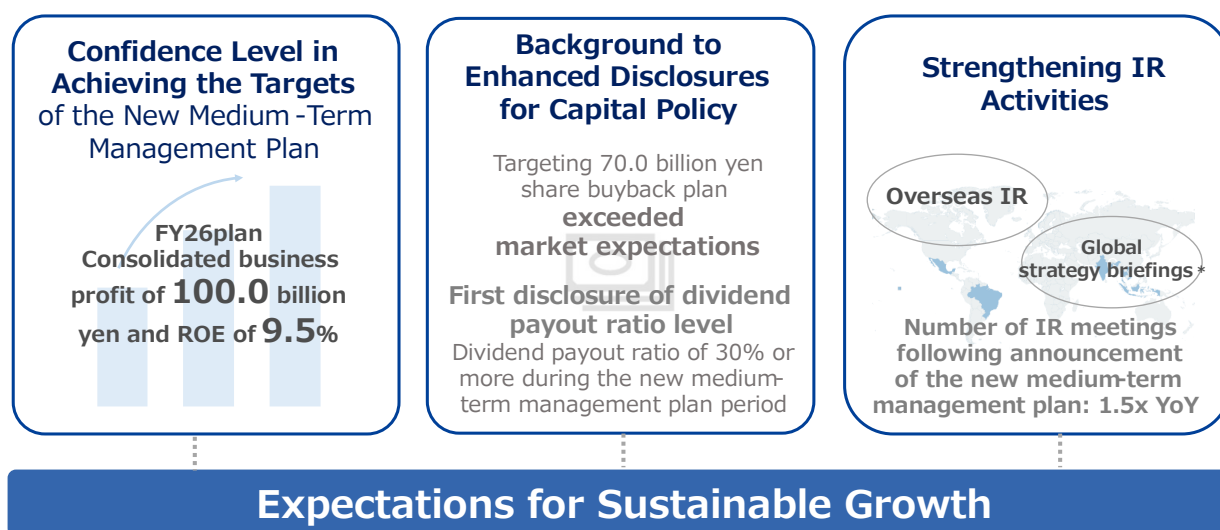 Confidence Level in
Achieving the Targets
of the New Medium-Term
Management Plan
FY26plan
Consolidated business
profit of 100.0 billion
yen and ROE of 9.5%
Background to
Enhanced Disclosures
for Capital Policy
Targeting 70.0 billion yen
share buyback plan
exceeded
market expectations
First disclosure of dividend
payout ratio level
Dividend payout ratio of 30% or
more during the new medium-
term management plan period
Strengthening IR
Activities
Overseas IR
Global
strategy briefings*
Number of IR meetings
following announcement
of the new medium-term
management plan: 1.5x YoY
Expectations for Sustainable Growth